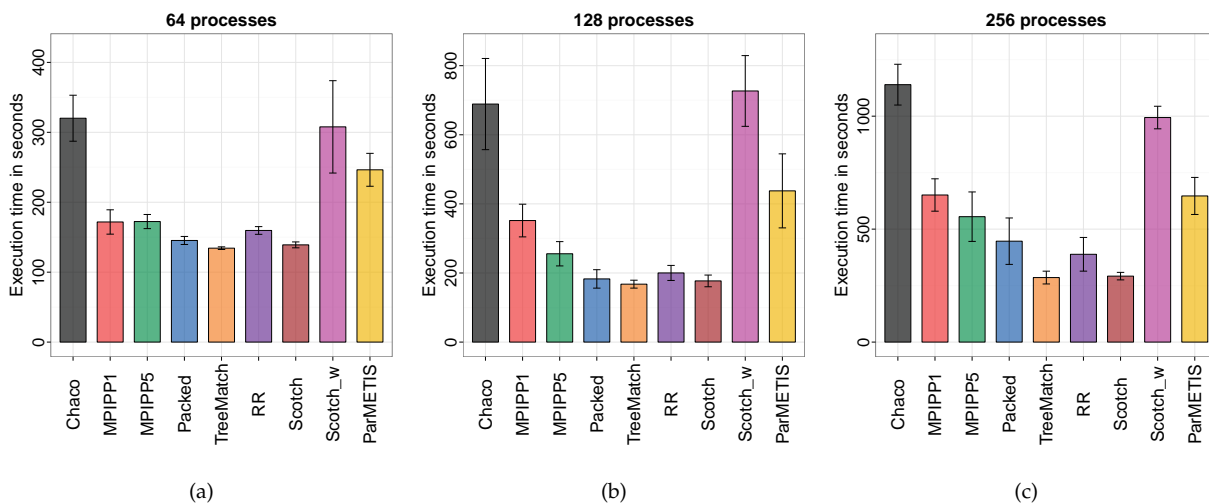 64 processes
Execution time in seconds
0
100
200
300
400
Chaco
MPIPP1
MPIPP5
Packed
TreeMatch
RR
Scotch
Scotch_w
ParMETIS
(a)
128 processes
Execution time in seconds
0
200
400
600
800
Chaco
MPIPP1
MPIPP5
Packed
TreeMatch
RR
Scotch
Scotch_w
ParMETIS
(b)
256 processes
Execution time in seconds
0
500
1000
Chaco
MPIPP1
MPIPP5
Packed
TreeMatch
RR
Scotch
Scotch_w
ParMETIS
(c)